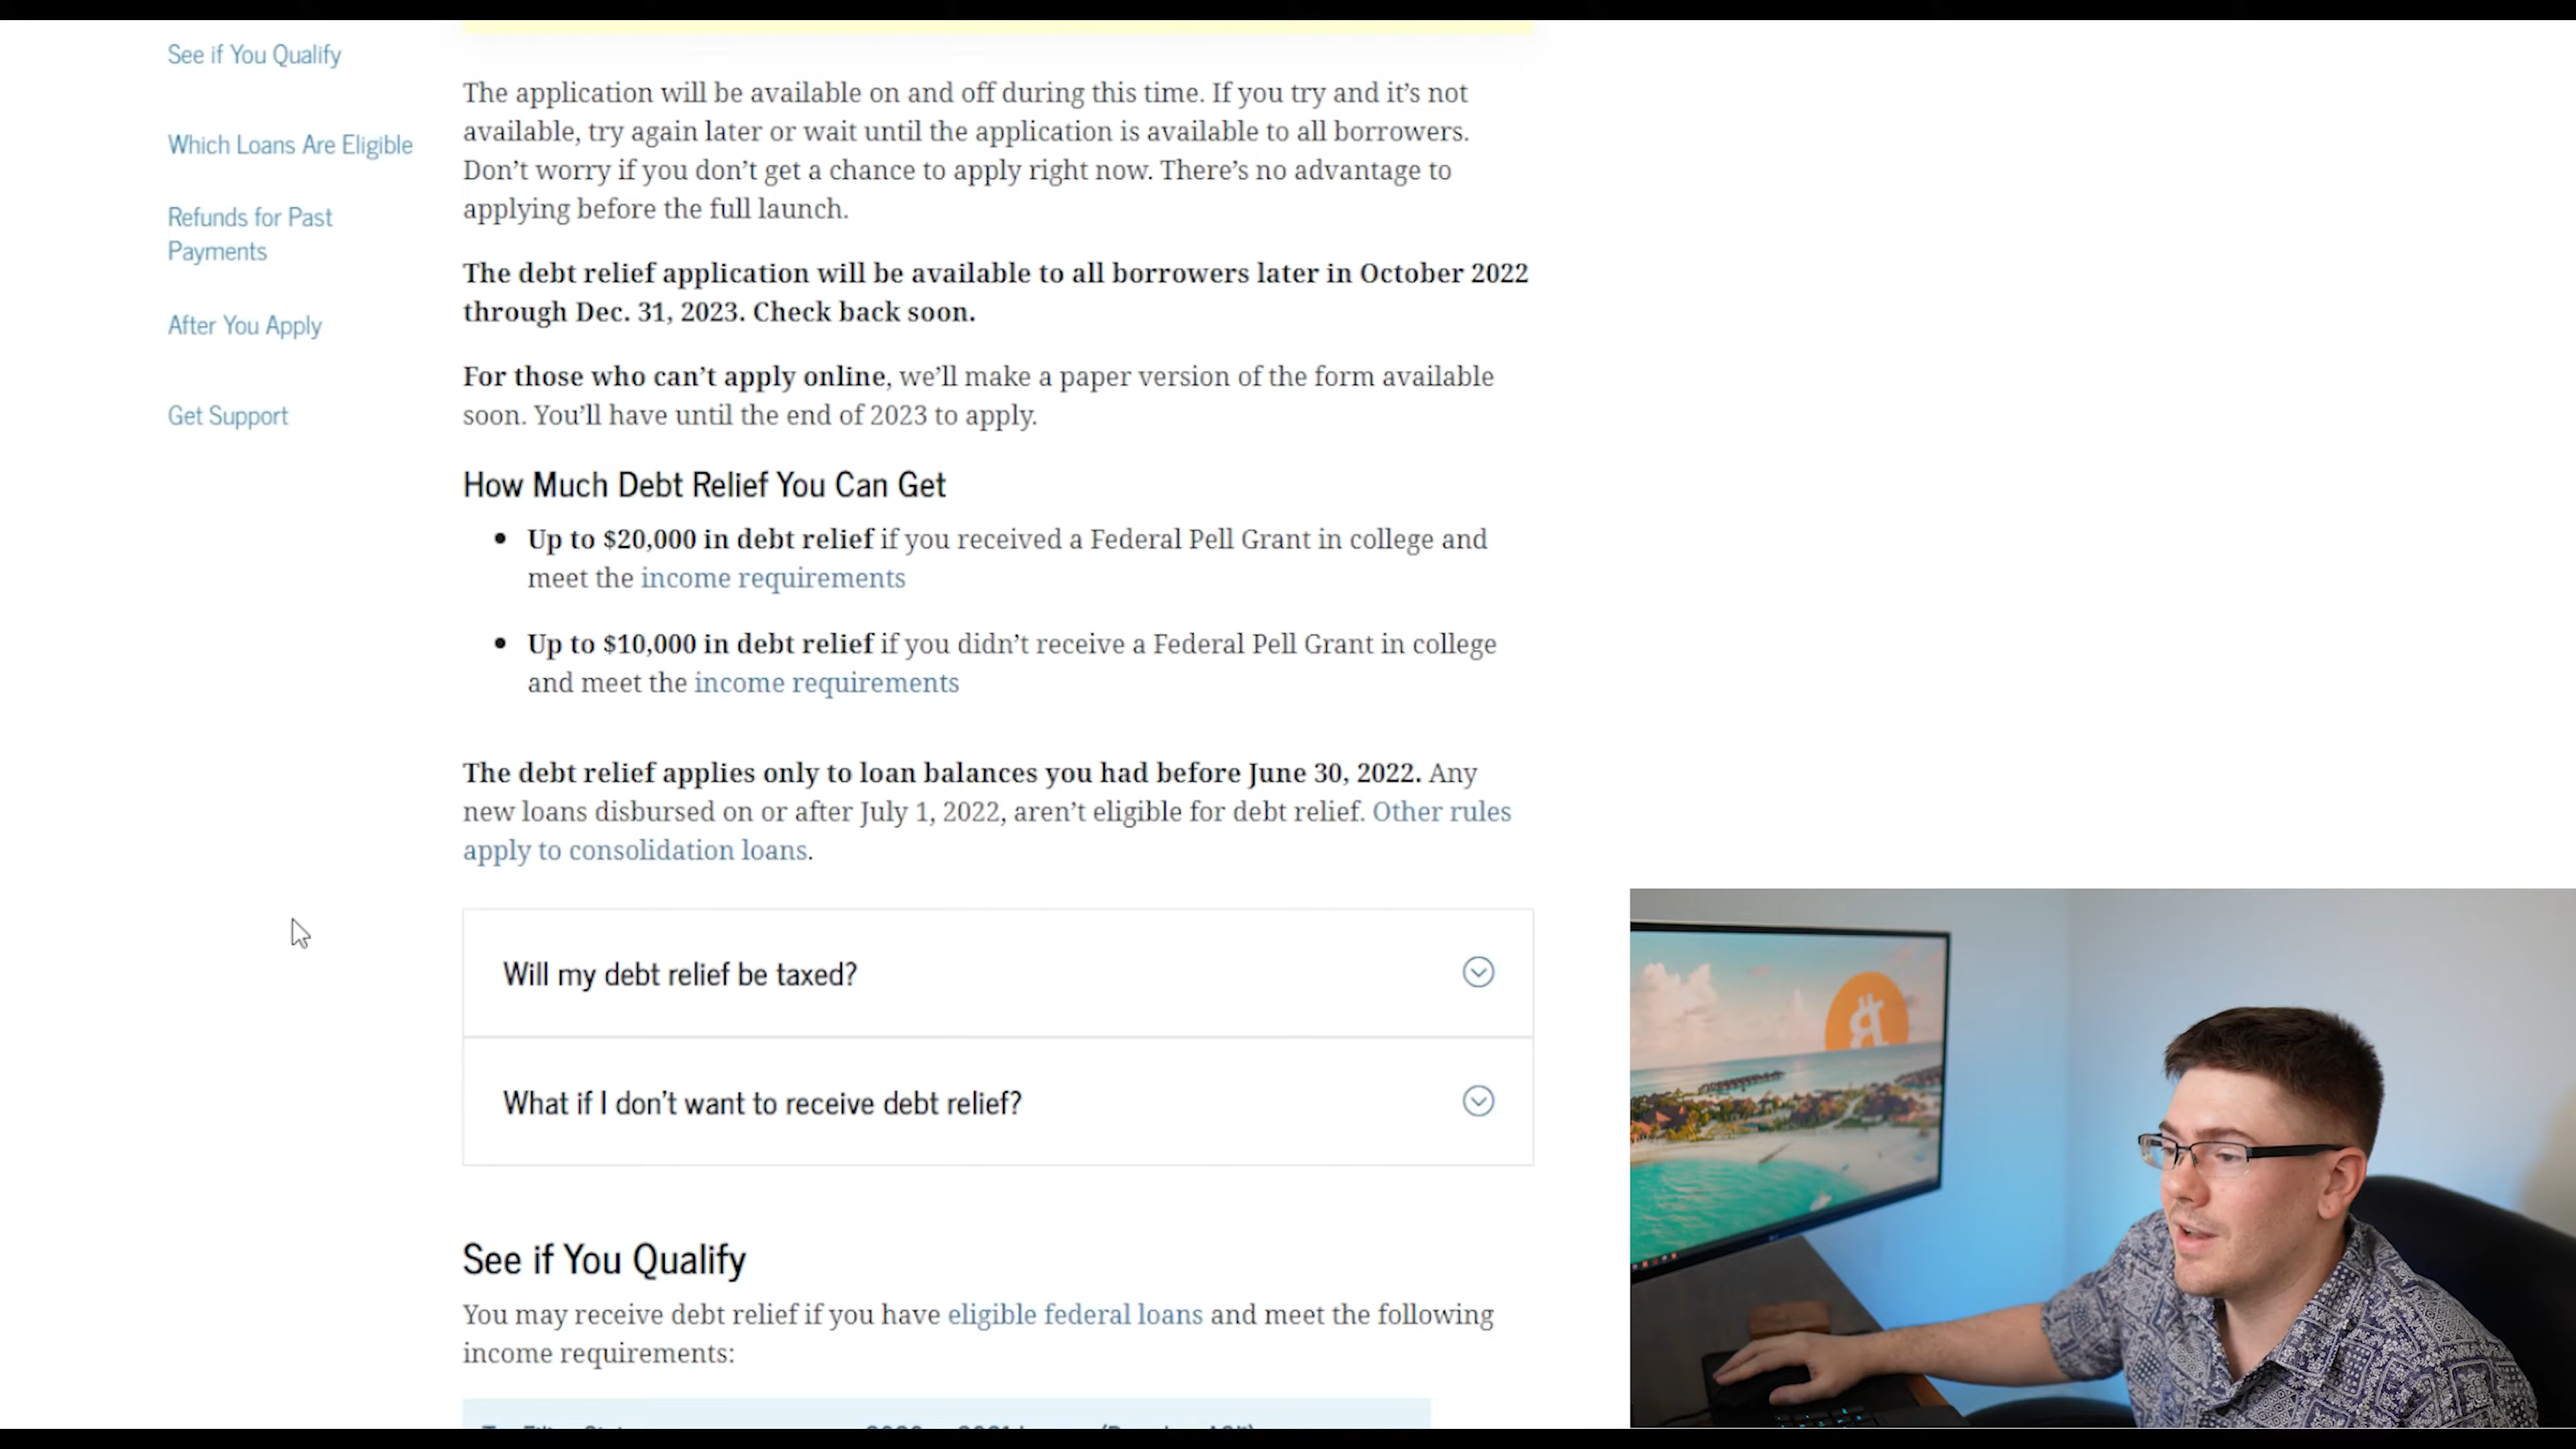 See if You Qualify
Which Loans Are Eligible
Refunds for Past
Payments
After You Apply
Get Support
The application will be available on and off during this time. If you try and it's not
available, try again later or wait until the application is available to all borrowers.
Don't worry if you don't get a chance to apply right now. There's no advantage to
applying before the full launch.
The debt relief application will be available to all borrowers later in October 2022
through Dec. 31, 2023. Check back soon.
For those who can't apply online, we'll make a paper version of the form available
soon. You'll have until the end of 2023 to apply.
How Much Debt Relief You Can Get
• Up to $20,000 in debt relief if you received a Federal Pell Grant in college and
meet the income requirements
• Up to $10,000 in debt relief if you didn't receive a Federal Pell Grant in college
and meet the income requirements
The debt relief applies only to loan balances you had before June 30, 2022. Any
new loans disbursed on or after July 1, 2022, aren't eligible for debt relief. Other rules
apply to consolidation loans.
Will my debt relief be taxed?
What if I don't want to receive debt relief?
See if You Qualify
You may receive debt relief if you have eligible federal loans and meet the following
income requirements: